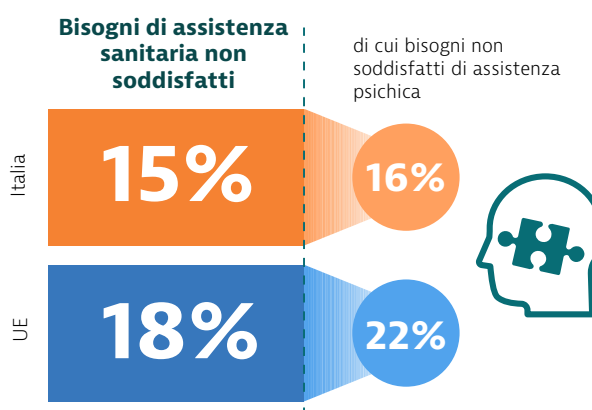 Bisogni di assistenza
sanitaria non
soddisfatti
di cui bisogni non
soddisfatti di assistenza
psichica
Italia
15%
16%
UE
18%
22%